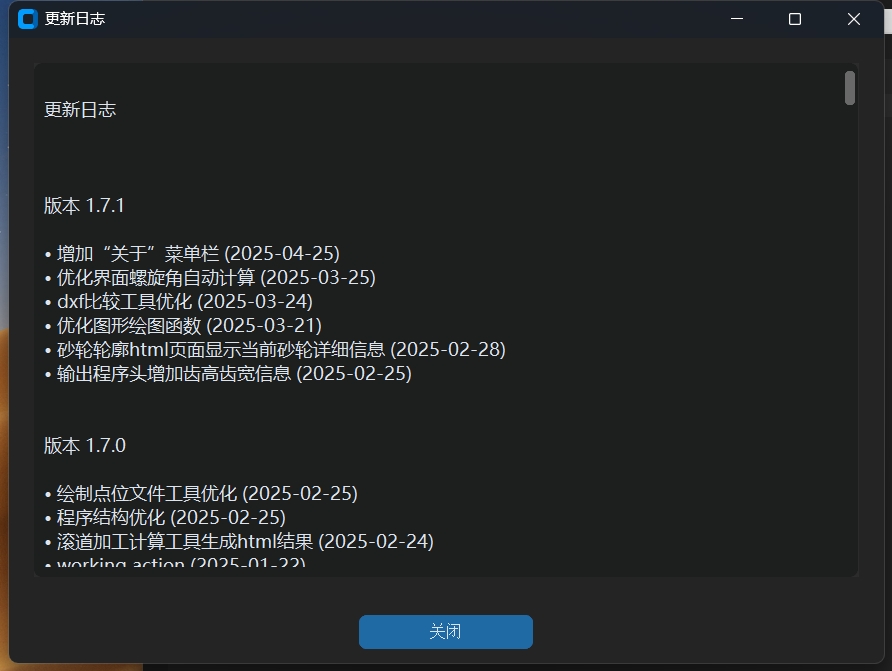 更新日志
更新日志
版本 1.7.1
• 增加“关于”菜单栏 (2025-04-25)
• 优化界面螺旋角自动计算 (2025-03-25)
• dxf比较工具优化 (2025-03-24)
• 优化图形绘图函数 (2025-03-21)
• 砂轮轮廓html页面显示当前砂轮详细信息 (2025-02-28)
• 输出程序头增加齿高齿宽信息 (2025-02-25)
版本 1.7.0
• 绘制点位文件工具优化 (2025-02-25)
• 程序结构优化 (2025-02-25)
• 滚道加工计算工具生成html结果 (2025-02-24)
• working action (2025-01-22)
关闭